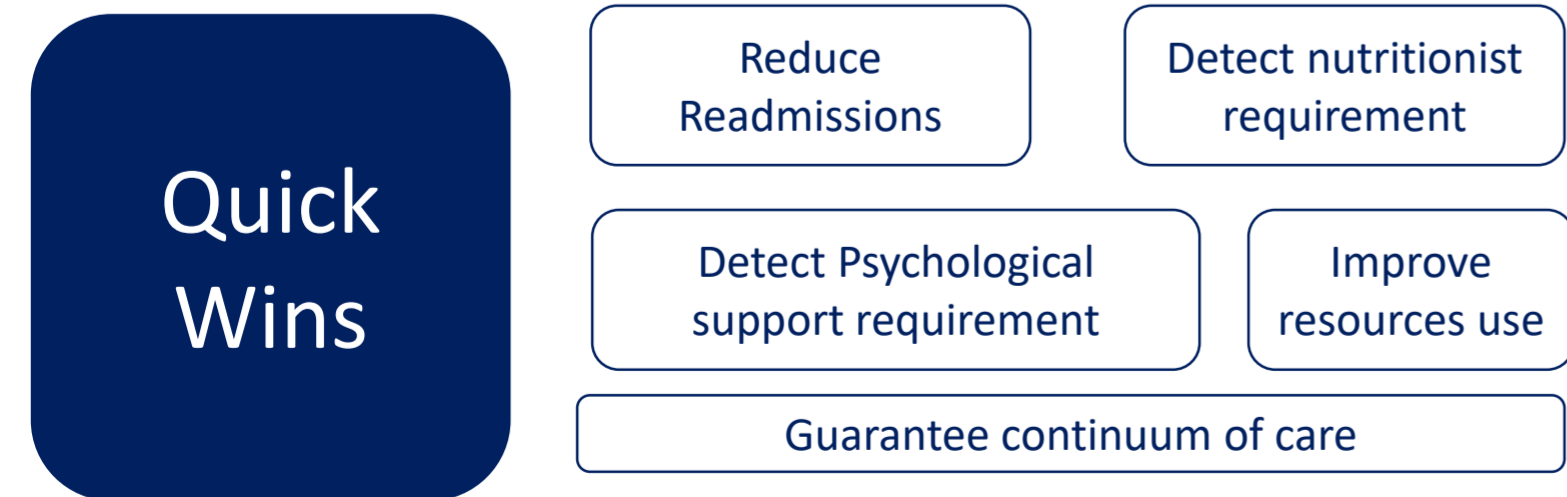 Quick
Wins
Reduce
Readmissions
Detect nutritionist
requirement
Detect Psychological
support requirement
Improve
resources use
Guarantee continuum of care